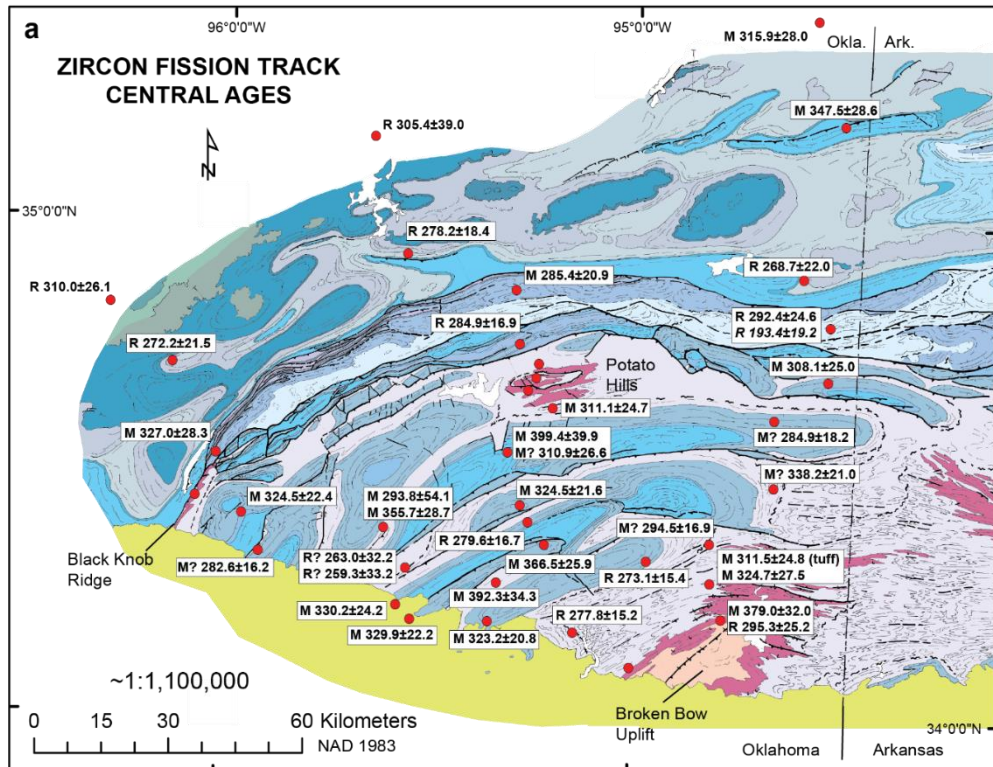 a
96°0'0"W
95°0'0"W
M 315.9±28.0
Okla.
Ark.
ZIRCON FISSION TRACK
CENTRAL AGES
N
R 305.4±39.0
M 347.5±28.6
35°0'0"N
R 278.2±18.4
R 310.0±26.1
M 285.4±20.9
R 268.7±22.0
R 284.9±16.9
R 292.4±24.6
R 193.4±19.2
R 272.2±21.5
Potato
Hills
M 308.1±25.0
M 311.1±24.7
M 327.0±28.3
M 399.4±39.9
M? 310.9±26.6
M? 284.9±18.2
M? 338.2±21.0
M 324.5±22.4
M 293.8±54.1
M 355.7±28.7
M 324.5±21.6
M? 294.5±16.9
R 279.6±16.7
Black Knob
Ridge
M? 282.6±16.2
R? 263.0±32.2
R? 259.3±33.2
M 366.5±25.9
R 273.1±15.4
M 311.5±24.8 (tuff)
M 324.7±27.5
M 392.3±34.3
M 330.2±24.2
M 329.9±22.2
M 323.2±20.8
R 277.8±15.2
M 379.0±32.0
R 295.3±25.2
~1:1,100,000
0 15 30 60 Kilometers
NAD 1983
Broken Bow
Uplift
34°0'0"N
Oklahoma
Arkansas